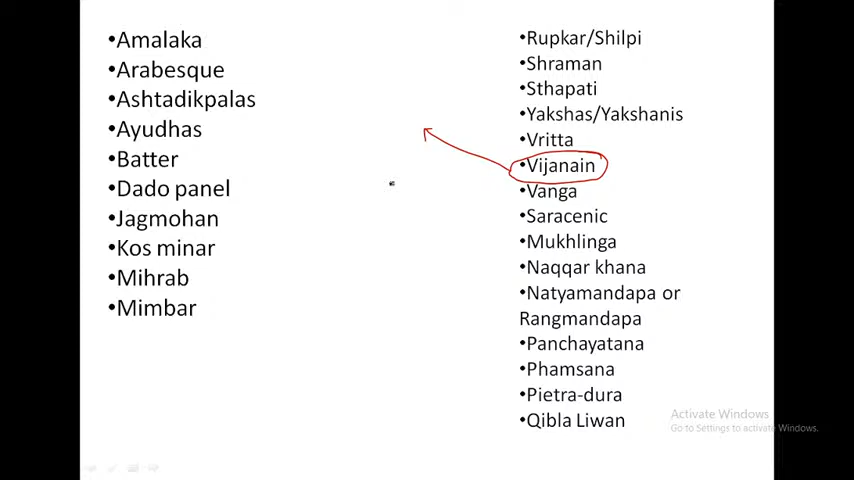 •Amalaka
•Arabesque
•Ashtadikpalas
•Ayudhas
•Batter
•Dado panel
•Jagmohan
•Kos minar
•Mihrab
•Mimbar
•Rupkar/Shilpi
•Shraman
•Sthapati
•Yakshas/Yakshanis
•Vritta
•Vijanain
•Vanga
•Saracenic
•Mukhlinga
•Naqqar khana
•Natyamandapa or
Rangmandapa
•Panchayatana
•Phamsana
•Pietra-dura
•Qibla Liwan
Activate Windows
Go to Settings to activate Windows.